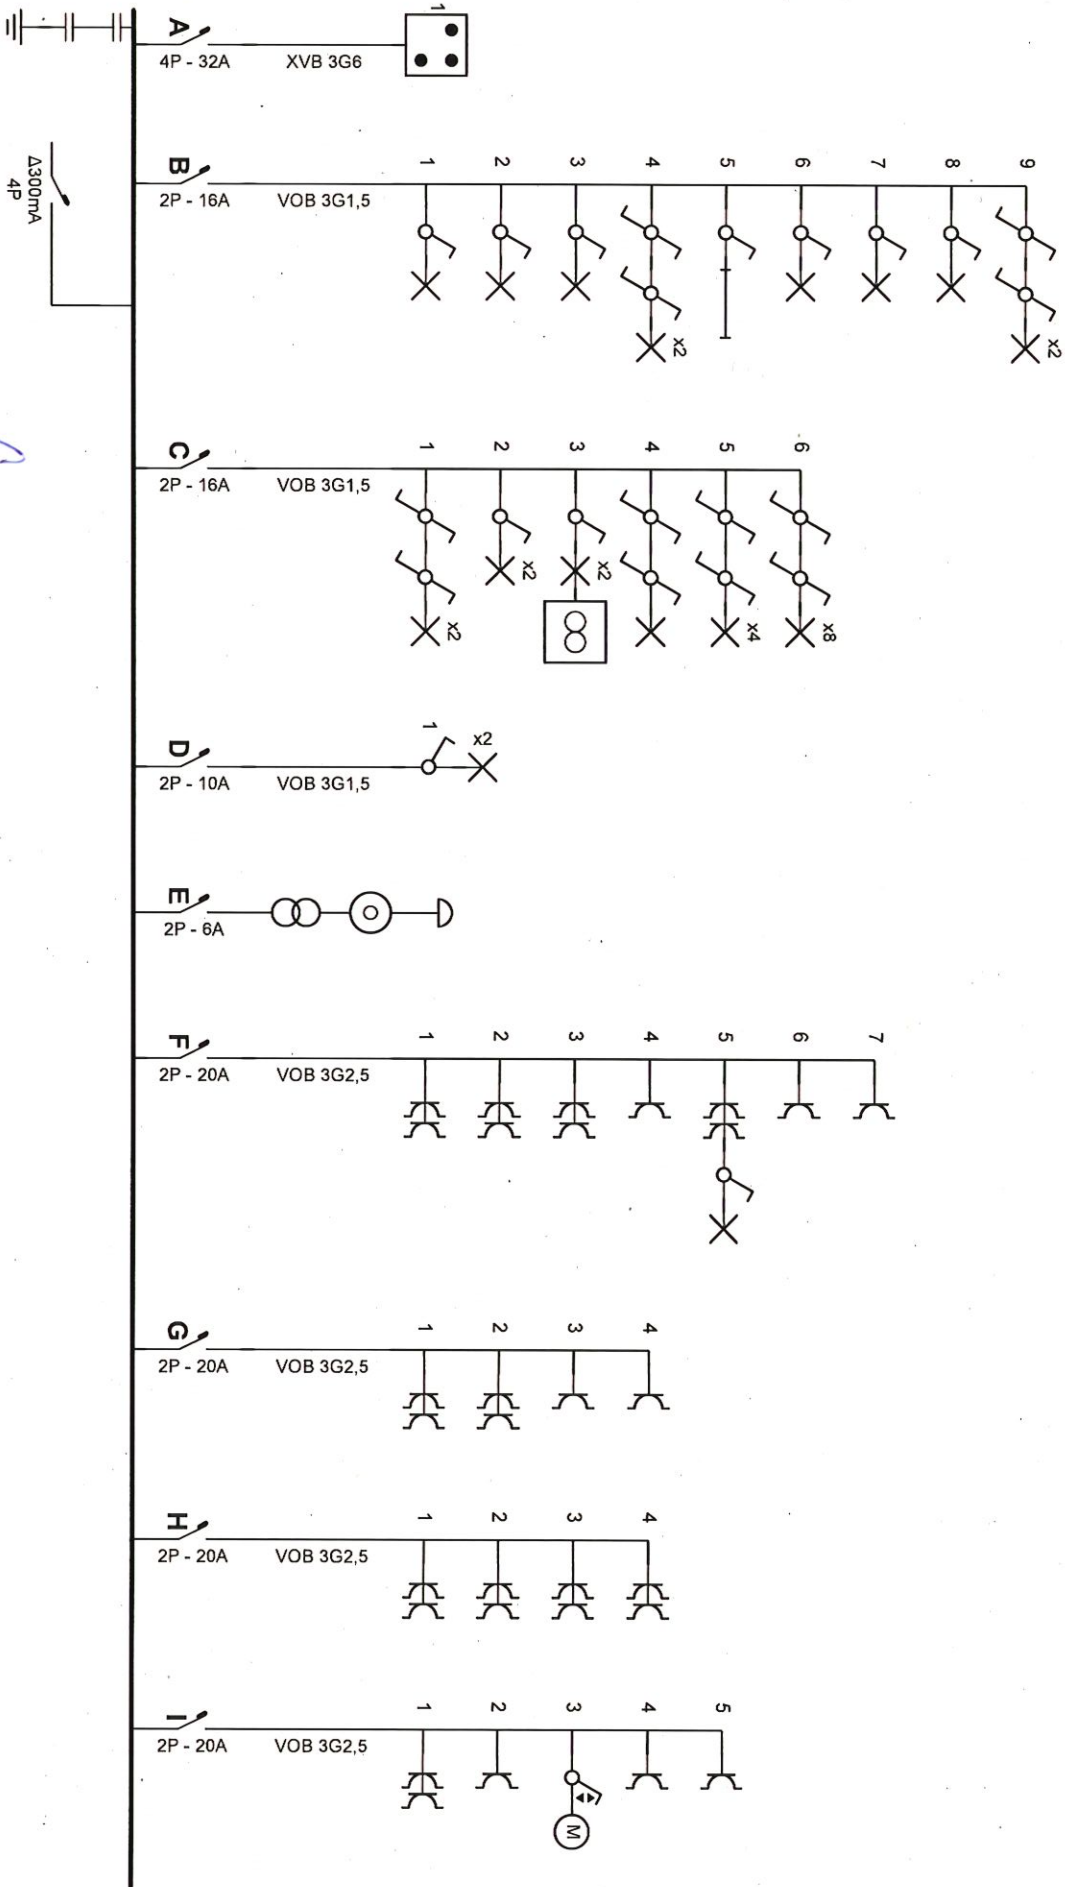 A
4P - 32A
XVB 3G6
1
Δ300mA
4P
B
2P - 16A
VOB 3G1,5
1
2
3
4
5
6
7
8
9
x2
x2
C
2P - 16A
VOB 3G1,5
1
2
3
4
5
6
x2
x2
x2
x4
x8
D
2P - 10A
VOB 3G1,5
1
x2
E
2P - 6A
F
2P - 20A
VOB 3G2,5
1
2
3
4
5
6
7
G
2P - 20A
VOB 3G2,5
1
2
3
4
H
2P - 20A
VOB 3G2,5
1
2
3
4
I
2P - 20A
VOB 3G2,5
1
2
3
4
5
M